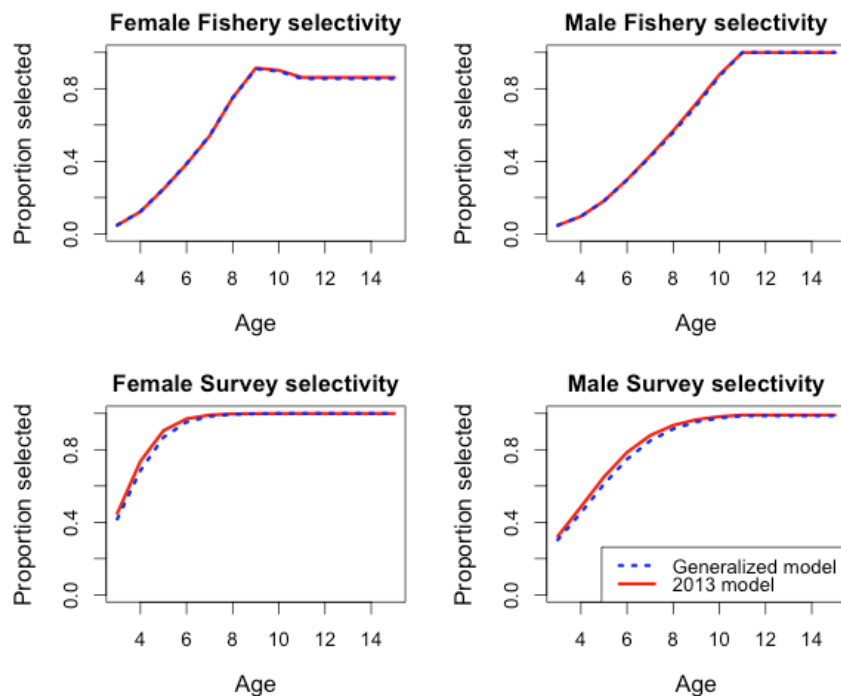 Female Fishery selectivity
Proportion selected
0.0 0.4 0.8
4 6 8 10 12 14
Age
Male Fishery selectivity
Proportion selected
0.0 0.4 0.8
4 6 8 10 12 14
Age
Female Survey selectivity
Proportion selected
0.0 0.4 0.8
4 6 8 10 12 14
Age
Male Survey selectivity
Proportion selected
0.0 0.4 0.8
Generalized model
2013 model
4 6 8 10 12 14
Age